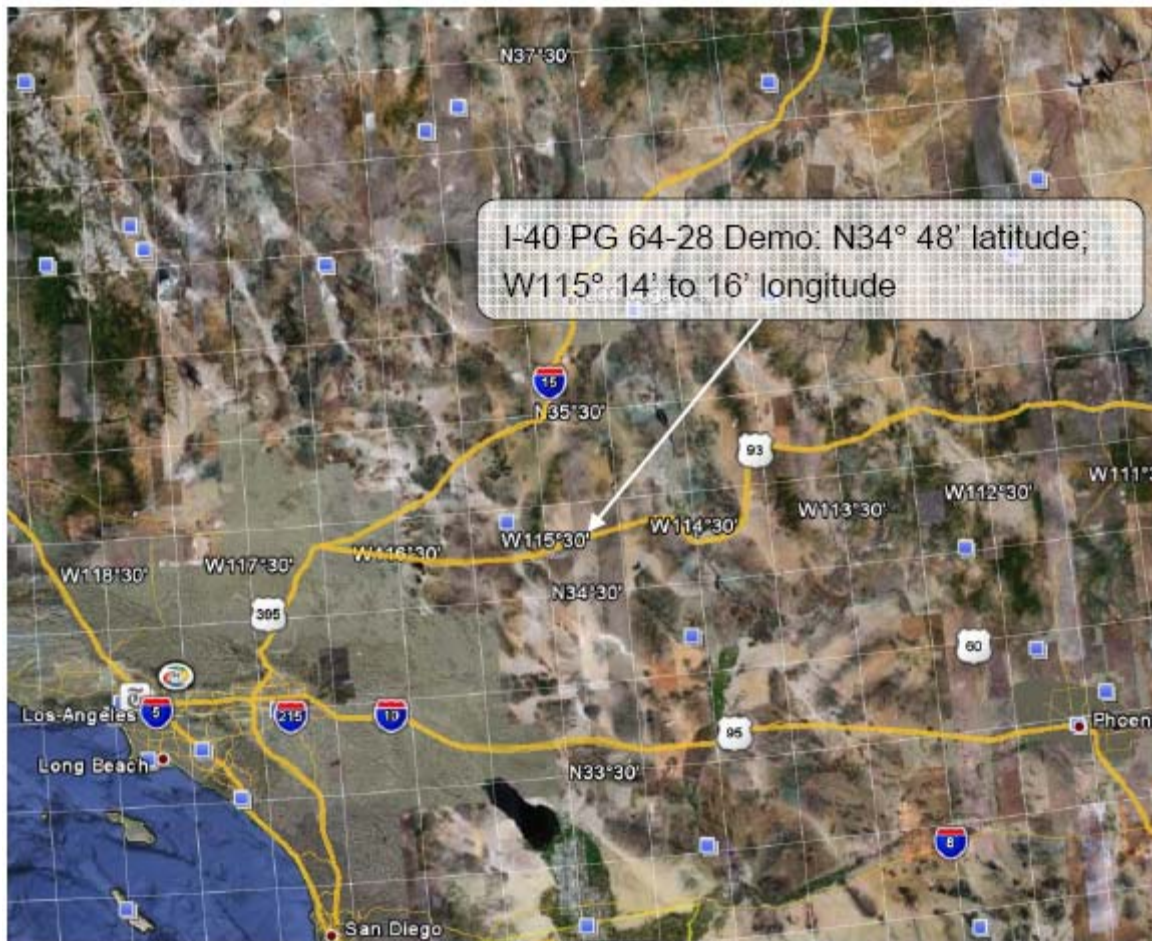 N37°30'
I-40 PG 64-28 Demo: N34° 48' latitude;
W115° 14' to 16' longitude
15
N35°30'
93
W111°3
W112°30'
W113°30'
W114°30'
W115°30'
W116°30'
W117°30'
W118°30'
N34°30'
395
60
Los-Angeles
5
215
10
95
Phoen
Long Beach
N33°30'
8
San Diego